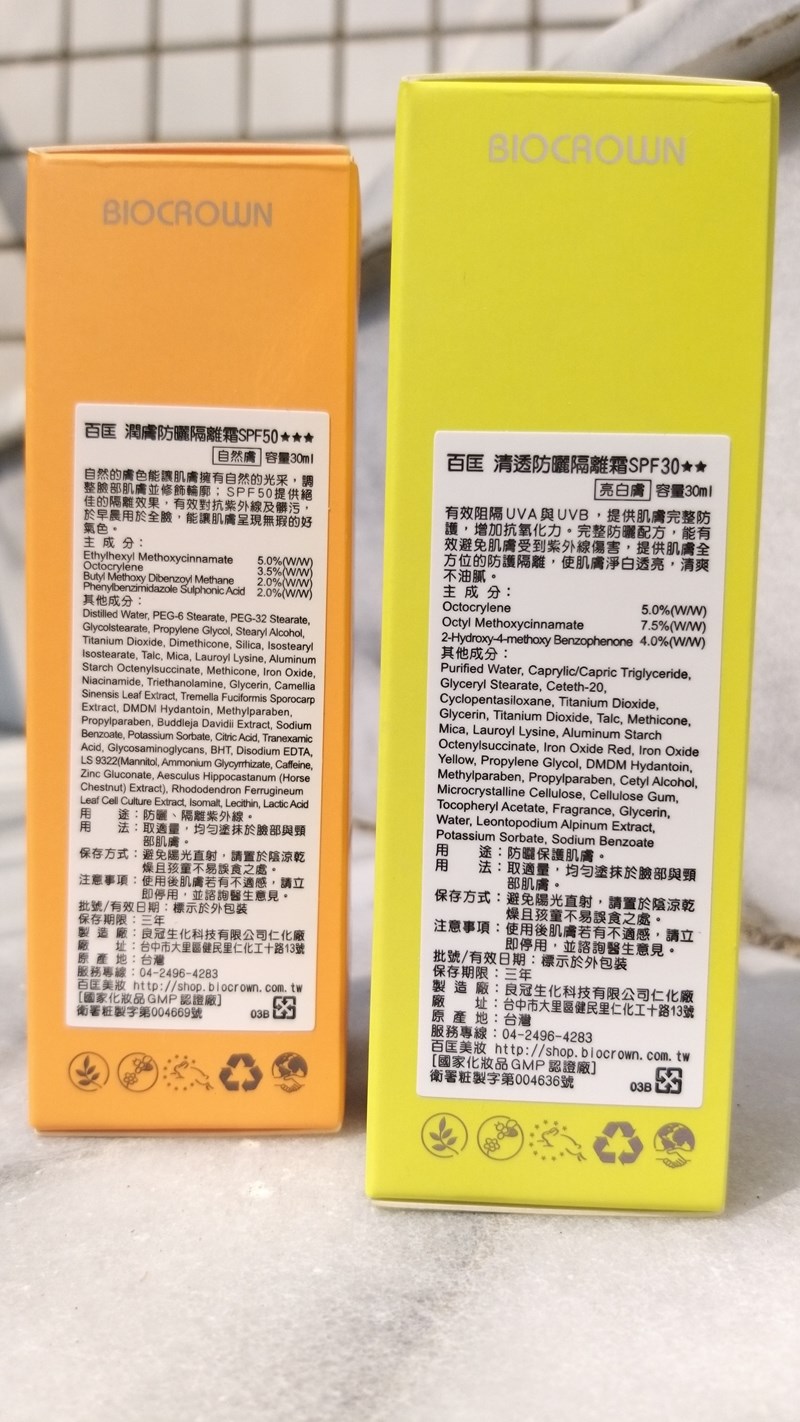 BIOCROWN
百匡 潤膚防曬隔離霜SPF50★★★
自然膚 容量30ml
自然的膚色能讓肌膚擁有自然的光采，調
整臉部肌膚並修飾輪廓；SPF50提供絕
佳的隔離效果，有效對抗紫外線及髒污，
於早晨用於全臉，能讓肌膚呈現無瑕的好
氣色。
主 成 分：
Ethylhexyl Methoxycinnamate 5.0%(W/W)
Octocrylene 3.5%(W/W)
Butyl Methoxy Dibenzoyl Methane 2.0%(W/W)
Phenylbenzimidazole Sulphonic Acid 2.0%(W/W)
其他成分：
Distilled Water, PEG-6 Stearate, PEG-32 Stearate,
Glycolstearate, Propylene Glycol, Stearyl Alcohol,
Titanium Dioxide, Dimethicone, Silica, Isostearyl
Isostearate, Talc, Mica, Lauroyl Lysine, Aluminum
Starch Octenylsuccinate, Methicone, Iron Oxide,
Niacinamide, Triethanolamine, Glycerin, Camellia
Sinensis Leaf Extract, Tremella Fuciformis Sporocarp
Extract, DMDM Hydantoin, Methylparaben,
Propylparaben, Buddleja Davidii Extract, Sodium
Benzoate, Potassium Sorbate, Citric Acid, Tranexamic
Acid, Glycosaminoglycans, BHT, Disodium EDTA,
LS 9322(Mannitol, Ammonium Glycyrrhizate, Caffeine,
Zinc Gluconate, Aesculus Hippocastanum (Horse
Chestnut) Extract), Rhododendron Ferrugineum
Leaf Cell Culture Extract, Isomalt, Lecithin, Lactic Acid
用 途：防曬、隔離紫外線。
用 法：取適量，均勻塗抹於臉部與頸
部肌膚。
保存方式：避免陽光直射，請置於陰涼乾
燥且孩童不易誤食之處。
注意事項：使用後肌膚若有不適感，請立
即停用，並諮詢醫生意見。
批號/有效日期：標示於外包裝
保存期限：三年
製 造 廠：良冠生化科技有限公司仁化廠
廠 址：台中市大里區健民里仁化工十路13號
原 產 地：台灣
服務專線：04-2496-4283
百匡美妝 http://shop.biocrown.com.tw
[國家化妝品GMP認證廠]
衛署粧製字第004669號 03B
BIOCROWN
百匡 清透防曬隔離霜SPF30★★
亮白膚 容量30ml
有效阻隔UVA與UVB，提供肌膚完整防
護，增加抗氧化力。完整防曬配方，能有
效避免肌膚受到紫外線傷害，提供肌膚全
方位的防護隔離，使肌膚淨白透亮，清爽
不油膩。
主 成 分：
Octocrylene 5.0%(W/W)
Octyl Methoxycinnamate 7.5%(W/W)
2-Hydroxy-4-methoxy Benzophenone 4.0%(W/W)
其他成分：
Purified Water, Caprylic/Capric Triglyceride,
Glyceryl Stearate, Ceteth-20,
Cyclopentasiloxane, Titanium Dioxide,
Glycerin, Titanium Dioxide, Talc, Methicone,
Mica, Lauroyl Lysine, Aluminum Starch
Octenylsuccinate, Iron Oxide Red, Iron Oxide
Yellow, Propylene Glycol, DMDM Hydantoin,
Methylparaben, Propylparaben, Cetyl Alcohol,
Microcrystalline Cellulose, Cellulose Gum,
Tocopheryl Acetate, Fragrance, Glycerin,
Water, Leontopodium Alpinum Extract,
Potassium Sorbate, Sodium Benzoate
用 途：防曬保護肌膚。
用 法：取適量，均勻塗抹於臉部與頸
部肌膚。
保存方式：避免陽光直射，請置於陰涼乾
燥且孩童不易誤食之處。
注意事項：使用後肌膚若有不適感，請立
即停用，並諮詢醫生意見。
批號/有效日期：標示於外包裝
保存期限：三年
製 造 廠：良冠生化科技有限公司仁化廠
廠 址：台中市大里區健民里仁化工十路13號
原 產 地：台灣
服務專線：04-2496-4283
百匡美妝 http://shop.biocrown.com.tw
[國家化妝品GMP認證廠]
衛署粧製字第004636號 03B